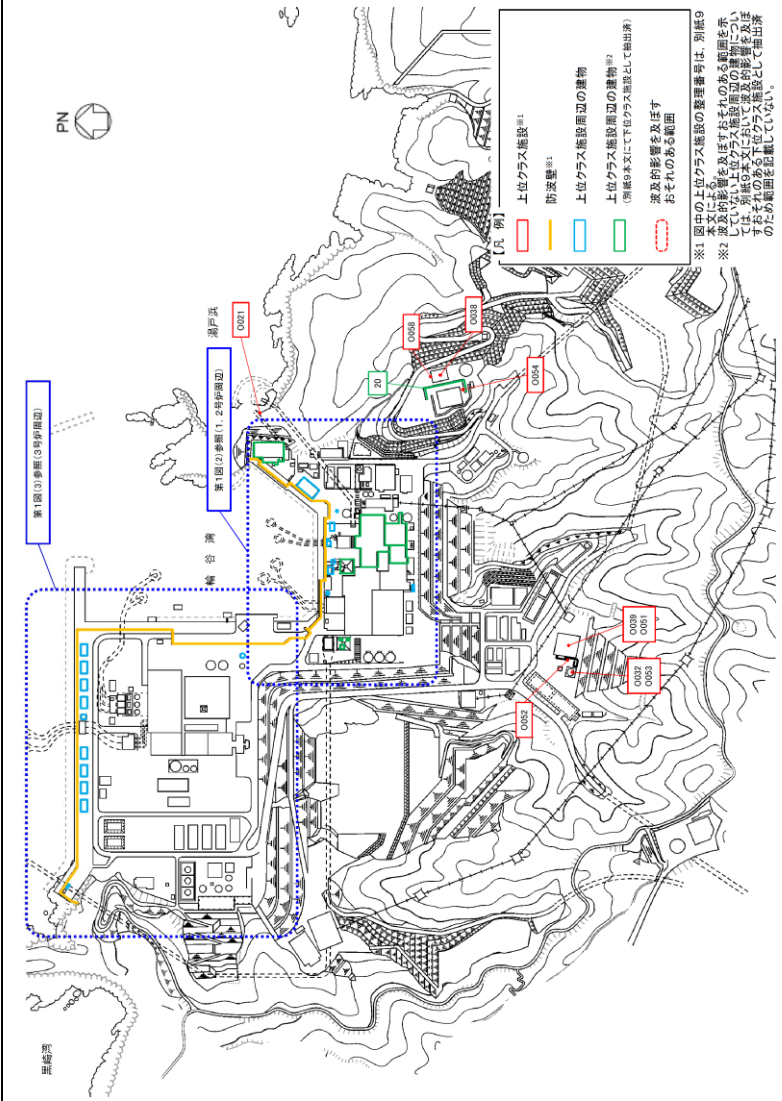 PN
【凡　例】
上位クラス施設※1
防波壁※1
上位クラス施設周辺の建物
上位クラス施設周辺の建物※2
(別紙9本文にて下位クラス施設として抽出済)
波及的影響を及ぼす
おそれのある範囲
※1 図中の上位クラス施設の整理番号は、別紙9
本文による。
※2 波及的影響を及ぼすおそれのある範囲を示
していない上位クラス施設周辺の建物につい
ては、別紙9本文において波及的影響を及ぼ
すおそれのある下位クラス施設として抽出済
のため範囲を記載していない。
第1図(3)参照(3号炉周辺)
第1図(2)参照(1, 2号炉周辺)
湯戸浜
輪谷湾
黒崎湾
O021
O058
O038
20
O054
O039
O051
O032
O053
O052